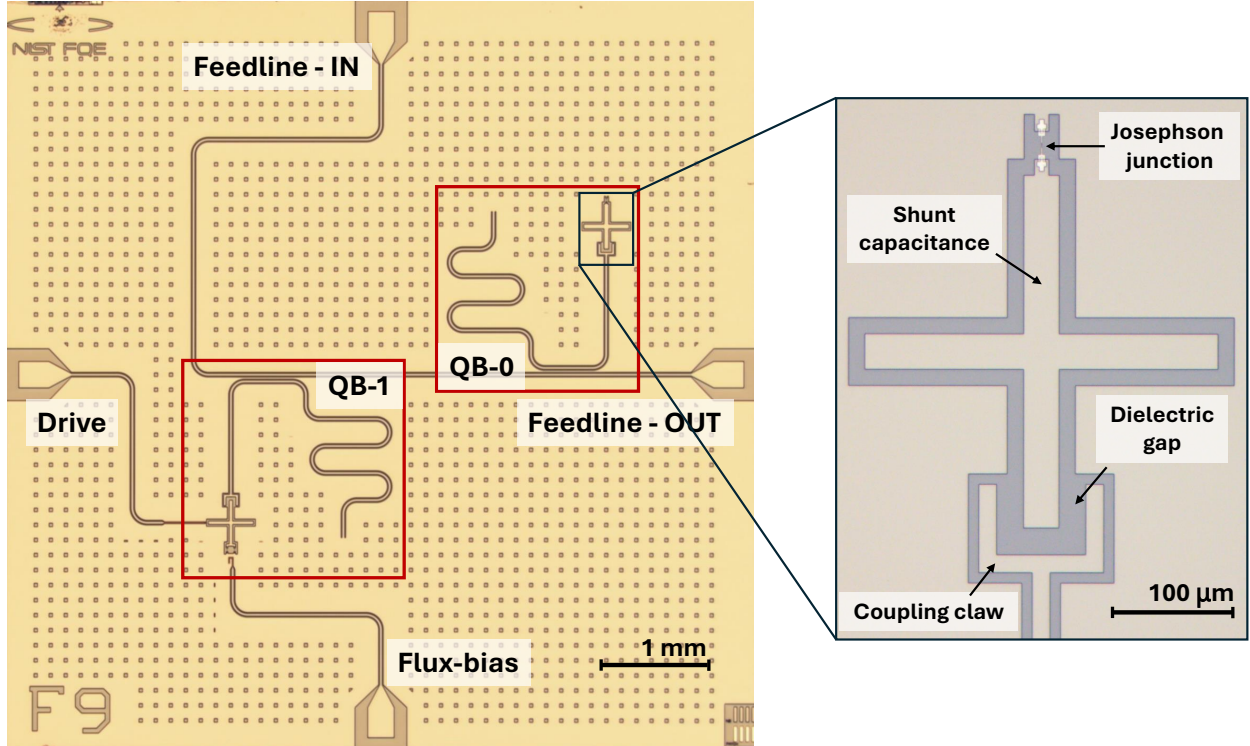 NIST FQE
Feedline - IN
QB-0
QB-1
Drive
Feedline - OUT
Flux-bias
1 mm
F9
Josephson
junction
Shunt
capacitance
Dielectric
gap
Coupling claw
100 µm